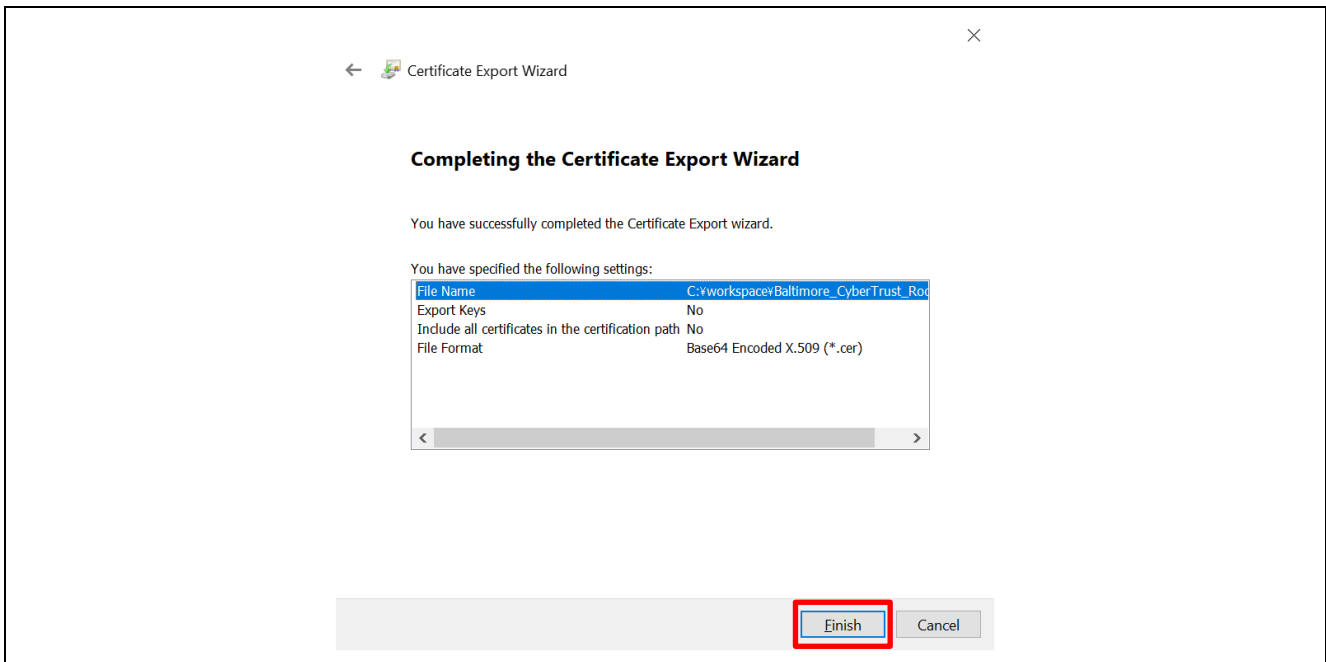 Certificate Export Wizard
Completing the Certificate Export Wizard
You have successfully completed the Certificate Export wizard.
You have specified the following settings:
File Name C:¥workspace¥Baltimore_CyberTrust_Roo
Export Keys No
Include all certificates in the certification path No
File Format Base64 Encoded X.509 (*.cer)
Finish Cancel